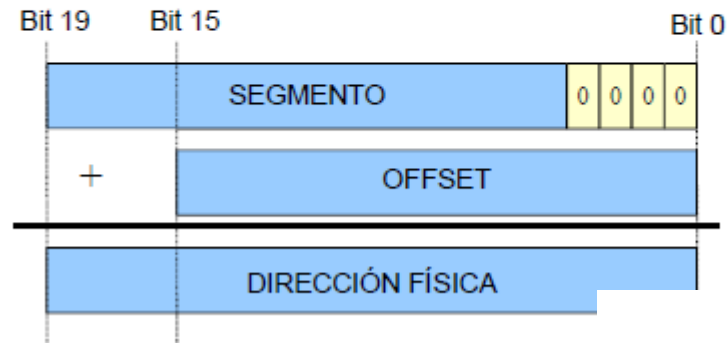 Bit 19 Bit 15 Bit 0
SEGMENTO 0 0 0 0
+ OFFSET
DIRECCIÓN FÍSICA